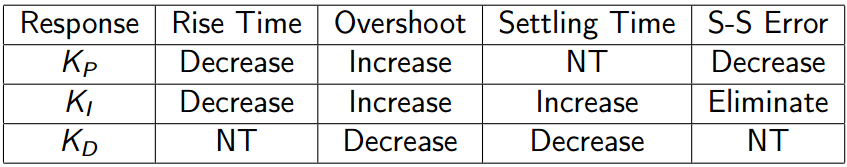 Response Rise Time Overshoot Settling Time S-S Error
K_P Decrease Increase NT Decrease
K_I Decrease Increase Increase Eliminate
K_D NT Decrease Decrease NT